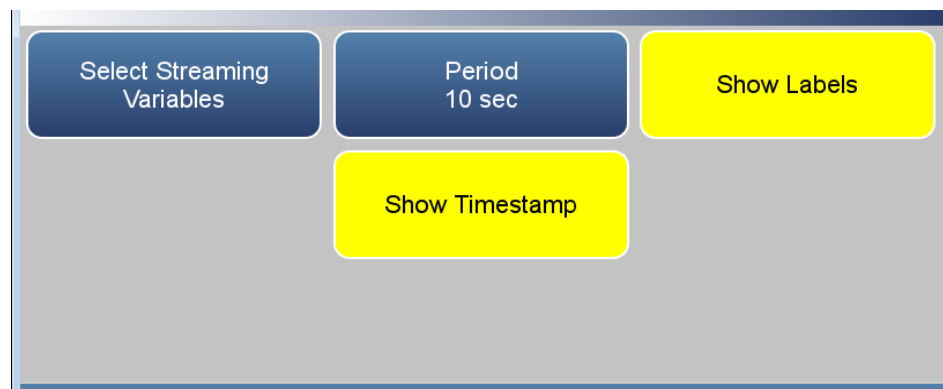 Select Streaming
Variables
Period
10 sec
Show Labels
Show Timestamp